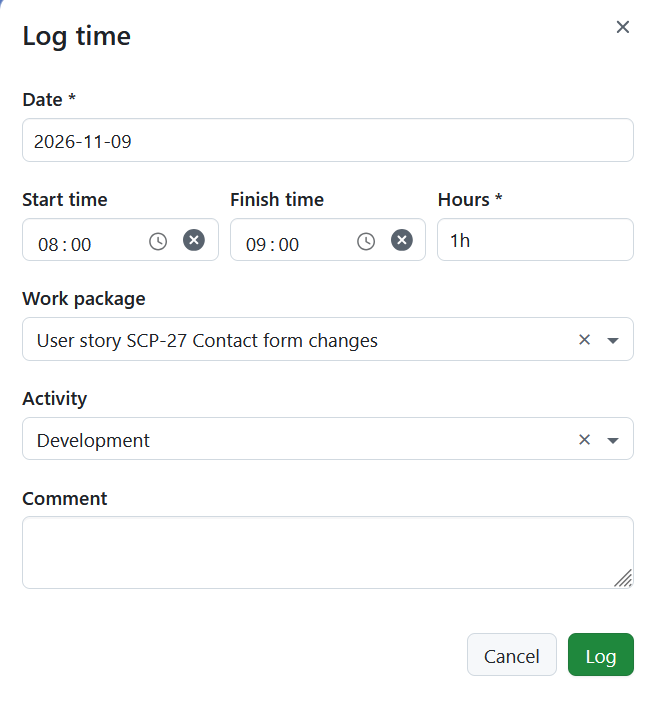 Log time
Date *
2026-11-09
Start time Finish time Hours *
08:00 09:00 1h
Work package
User story SCP-27 Contact form changes
Activity
Development
Comment
Cancel Log